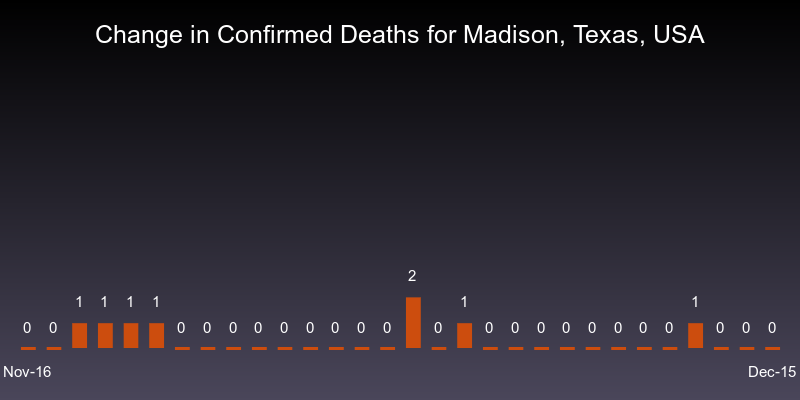 Change in Confirmed Deaths for Madison, Texas, USA
2
1 1 1 1 1 1
0 0 0 0 0 0 0 0 0 0 0 0 0 0 0 0 0 0 0 0 0 0 0
Nov-16 Dec-15